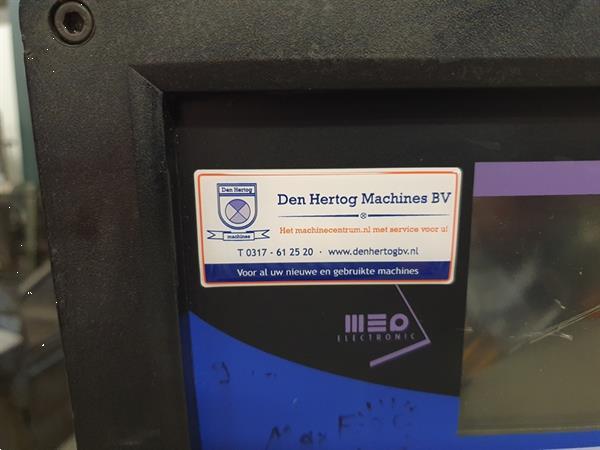 Den Hertog
machines
Den Hertog Machines BV
Het machinecentrum.nl met service voor u!
T 0317 - 61 25 20 · www.denhertogbv.nl
Voor al uw nieuwe en gebruikte machines
ELECTRONIC
Max